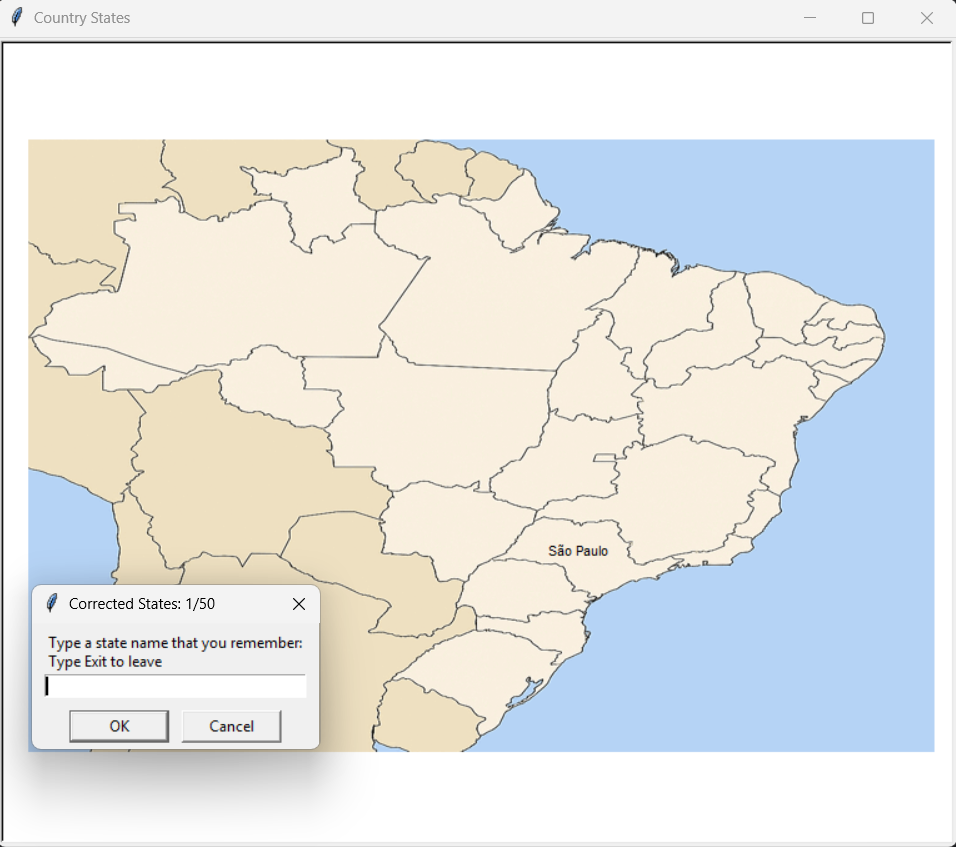 Country States
São Paulo
Corrected States: 1/50
Type a state name that you remember:
Type Exit to leave
OK
Cancel